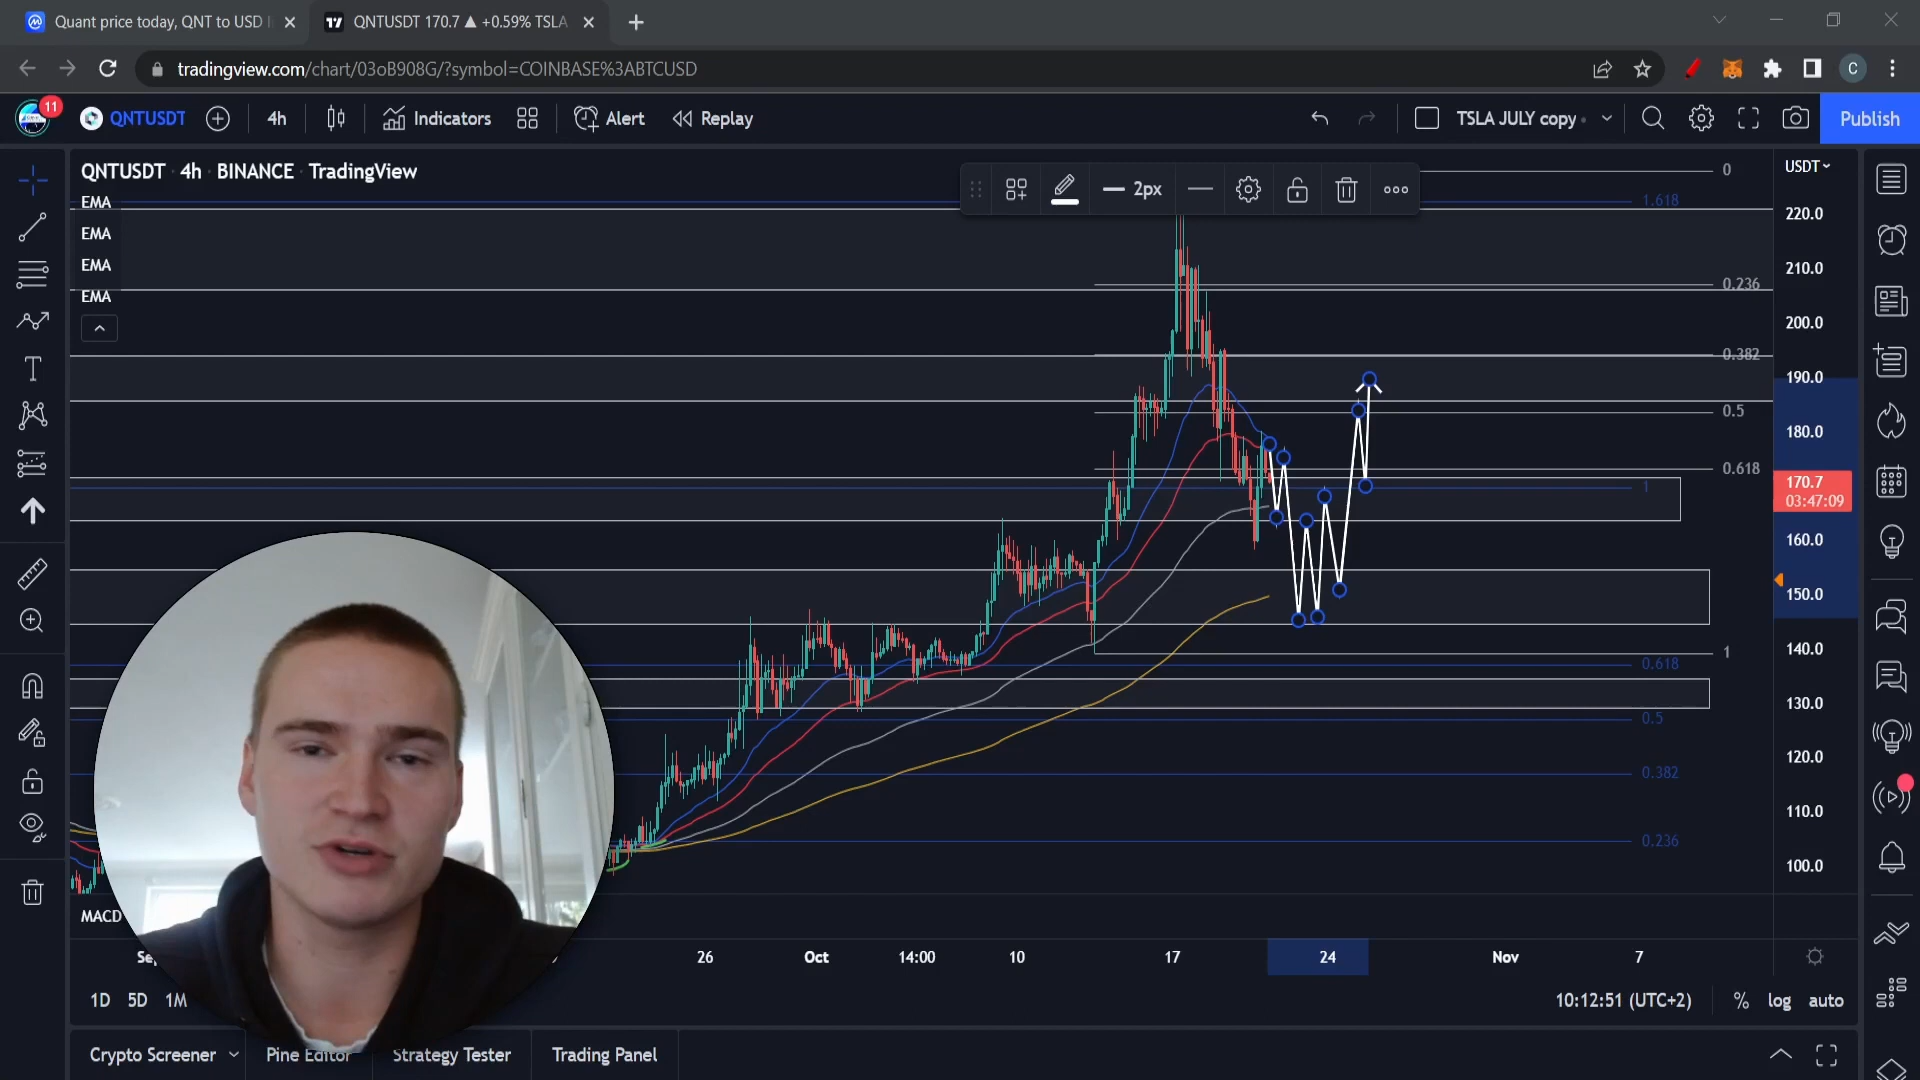 Quant price today, QNT to USD
QNTUSDT 170.7 ▲ +0.59% TSLA
tradingview.com/chart/03oB908G/?symbol=COINBASE%3ABTCUSD
C
11
QNTUSDT
4h
Indicators
Alert
Replay
TSLA JULY copy
Publish
QNTUSDT · 4h · BINANCE · TradingView
USDT
EMA
EMA
EMA
EMA
2px
0
1.618
0.236
0.382
0.5
0.618
1
1
0.618
0.5
0.382
0.236
220.0
210.0
200.0
190.0
180.0
170.7
03:47:09
160.0
150.0
140.0
130.0
120.0
110.0
100.0
MACD
26
Oct
14:00
10
17
24
Nov
7
1D 5D 1M
10:12:51 (UTC+2)
% log auto
Crypto Screener
Pine Editor
Strategy Tester
Trading Panel